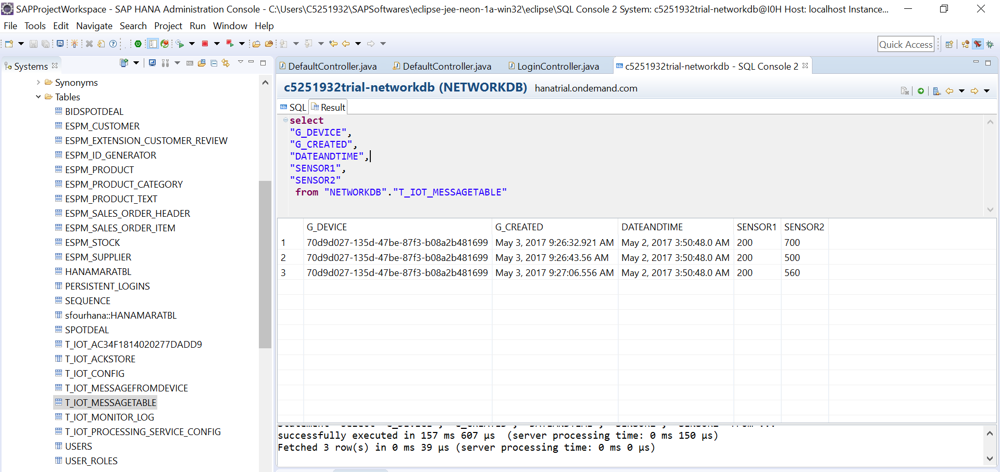 SAPProjectWorkspace - SAP HANA Administration Console - C:\Users\C5251932\SAPSoftwares\eclipse-jee-neon-1a-win32\eclipse\SQL Console 2 System: c5251932trial-networkdb@I0H Host: localhost Instance...
File Tools Edit Navigate Search Project Run Window Help
Quick Access
Systems
Synonyms
Tables
BIDSPOTDEAL
ESPM_CUSTOMER
ESPM_EXTENSION_CUSTOMER_REVIEW
ESPM_ID_GENERATOR
ESPM_PRODUCT
ESPM_PRODUCT_CATEGORY
ESPM_PRODUCT_TEXT
ESPM_SALES_ORDER_HEADER
ESPM_SALES_ORDER_ITEM
ESPM_STOCK
ESPM_SUPPLIER
HANAMARATBL
PERSISTENT_LOGINS
SEQUENCE
sfourhana::HANAMARATBL
SPOTDEAL
T_IOT_AC34F1814020277DADD9
T_IOT_ACKSTORE
T_IOT_CONFIG
T_IOT_MESSAGEFROMDEVICE
T_IOT_MESSAGETABLE
T_IOT_MONITOR_LOG
T_IOT_PROCESSING_SERVICE_CONFIG
USERS
USER_ROLES
DefaultController.java DefaultController.java LoginController.java c5251932trial-networkdb - SQL Console 2
c5251932trial-networkdb (NETWORKDB) hanatrial.ondemand.com
SQL Result
select
"G_DEVICE",
"G_CREATED",
"DATEANDTIME",
"SENSOR1",
"SENSOR2"
from "NETWORKDB"."T_IOT_MESSAGETABLE"
G_DEVICE G_CREATED DATEANDTIME SENSOR1 SENSOR2
1 70d9d027-135d-47be-87f3-b08a2b481699 May 3, 2017 9:26:32.921 AM May 2, 2017 3:50:48.0 AM 200 700
2 70d9d027-135d-47be-87f3-b08a2b481699 May 3, 2017 9:26:43.56 AM May 2, 2017 3:50:48.0 AM 200 500
3 70d9d027-135d-47be-87f3-b08a2b481699 May 3, 2017 9:27:06.556 AM May 2, 2017 3:50:48.0 AM 200 560
successfully executed in 157 ms 607 µs (server processing time: 0 ms 150 µs)
Fetched 3 row(s) in 0 ms 39 µs (server processing time: 0 ms 0 µs)